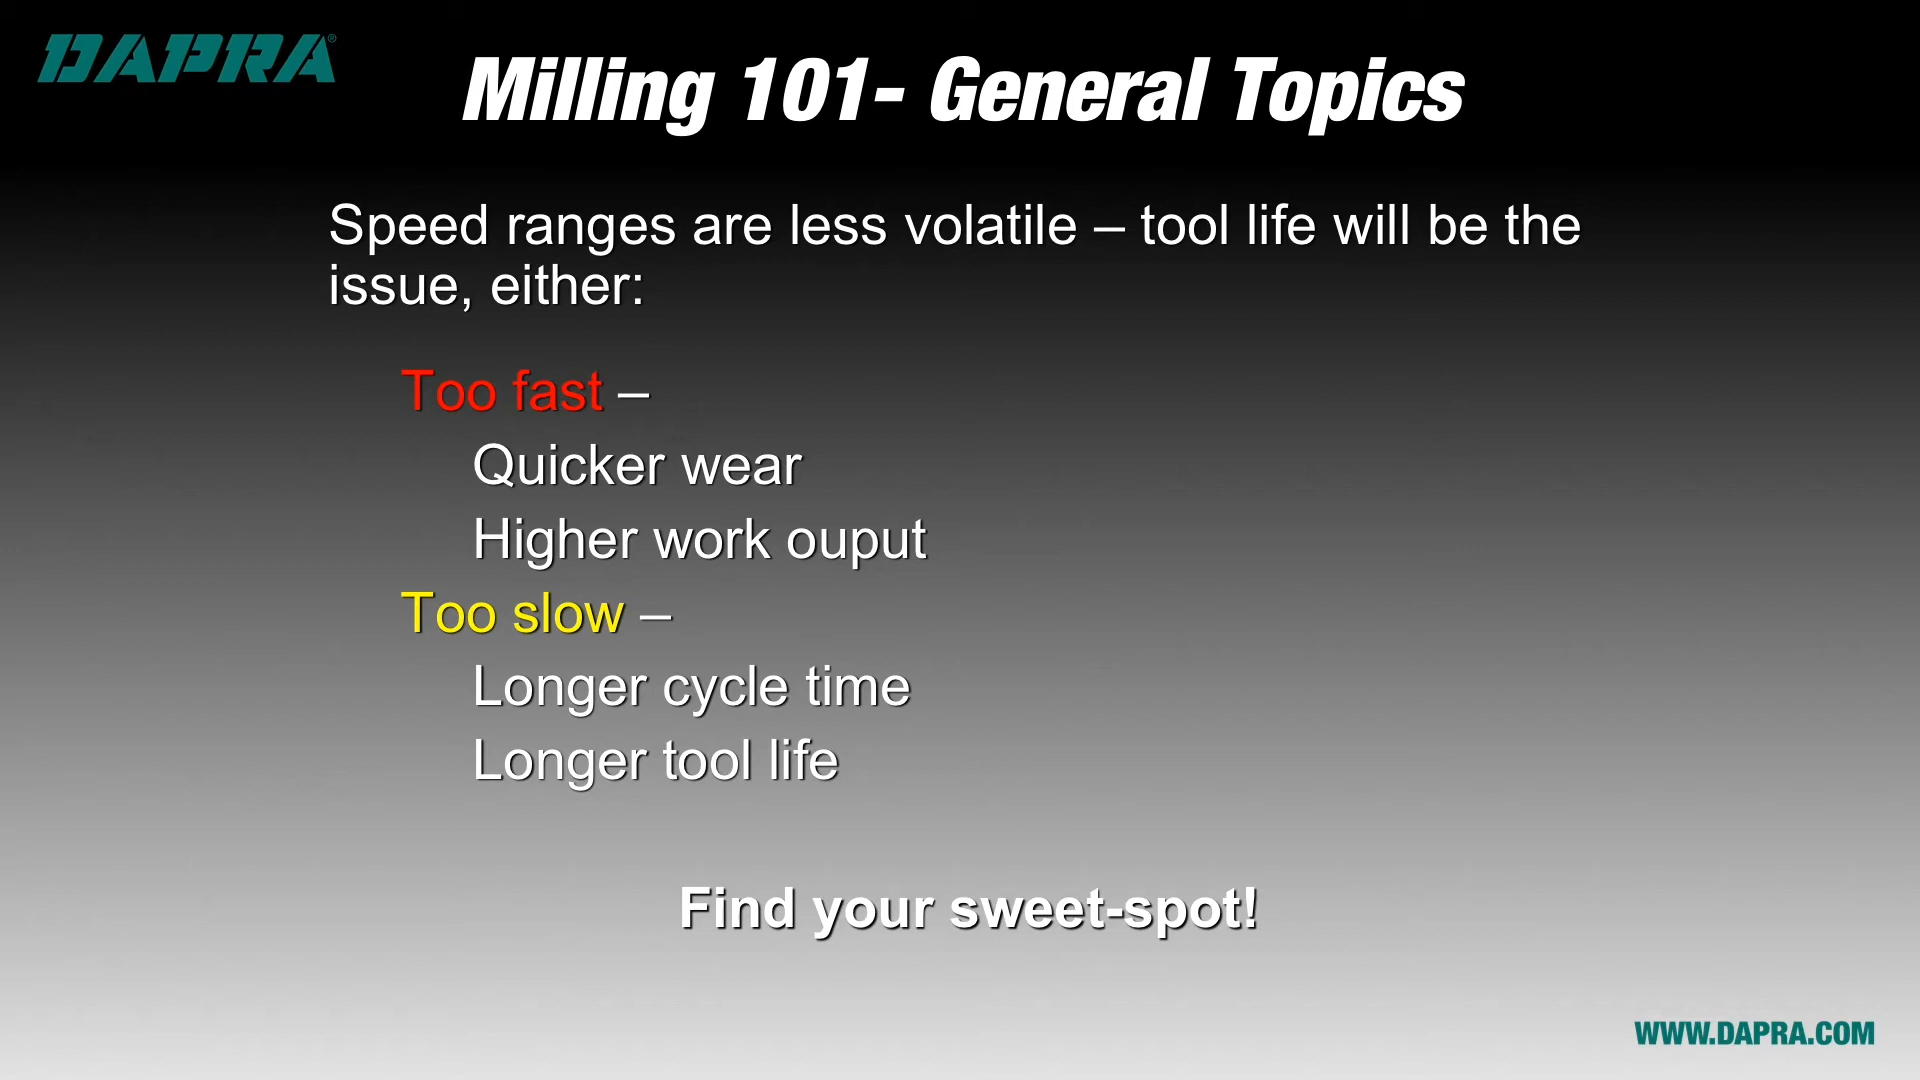 DAPRA®
Milling 101- General Topics
Speed ranges are less volatile – tool life will be the
issue, either:
Too fast –
Quicker wear
Higher work ouput
Too slow –
Longer cycle time
Longer tool life
Find your sweet-spot!
WWW.DAPRA.COM